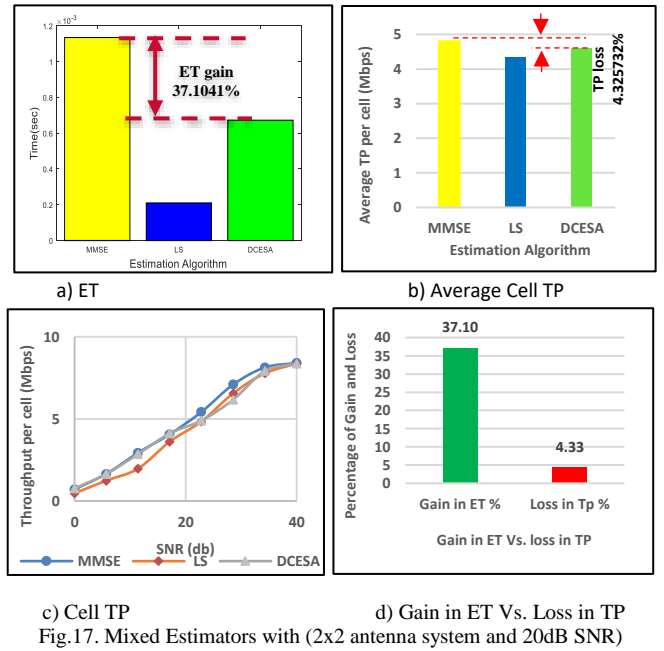 ×10⁻³
1.2
1
0.8
0.6
0.4
0.2
0
Time(sec)
ET gain
37.1041%
MMSE
LS
DCESA
Estimation Algorithm
a) ET
Average TP per cell (Mbps)
5
4
3
2
1
0
TP loss
4.325732%
MMSE
LS
DCESA
Estimation Algorithm
b) Average Cell TP
Throughput per cell (Mbps)
10
5
0
0
20
40
SNR (db)
MMSE
LS
DCESA
c) Cell TP
Percentage of Gain and Loss
40
35
30
25
20
15
10
5
0
37.10
4.33
Gain in ET %
Loss in Tp %
Gain in ET Vs. loss in TP
d) Gain in ET Vs. Loss in TP
Fig.17. Mixed Estimators with (2x2 antenna system and 20dB SNR)